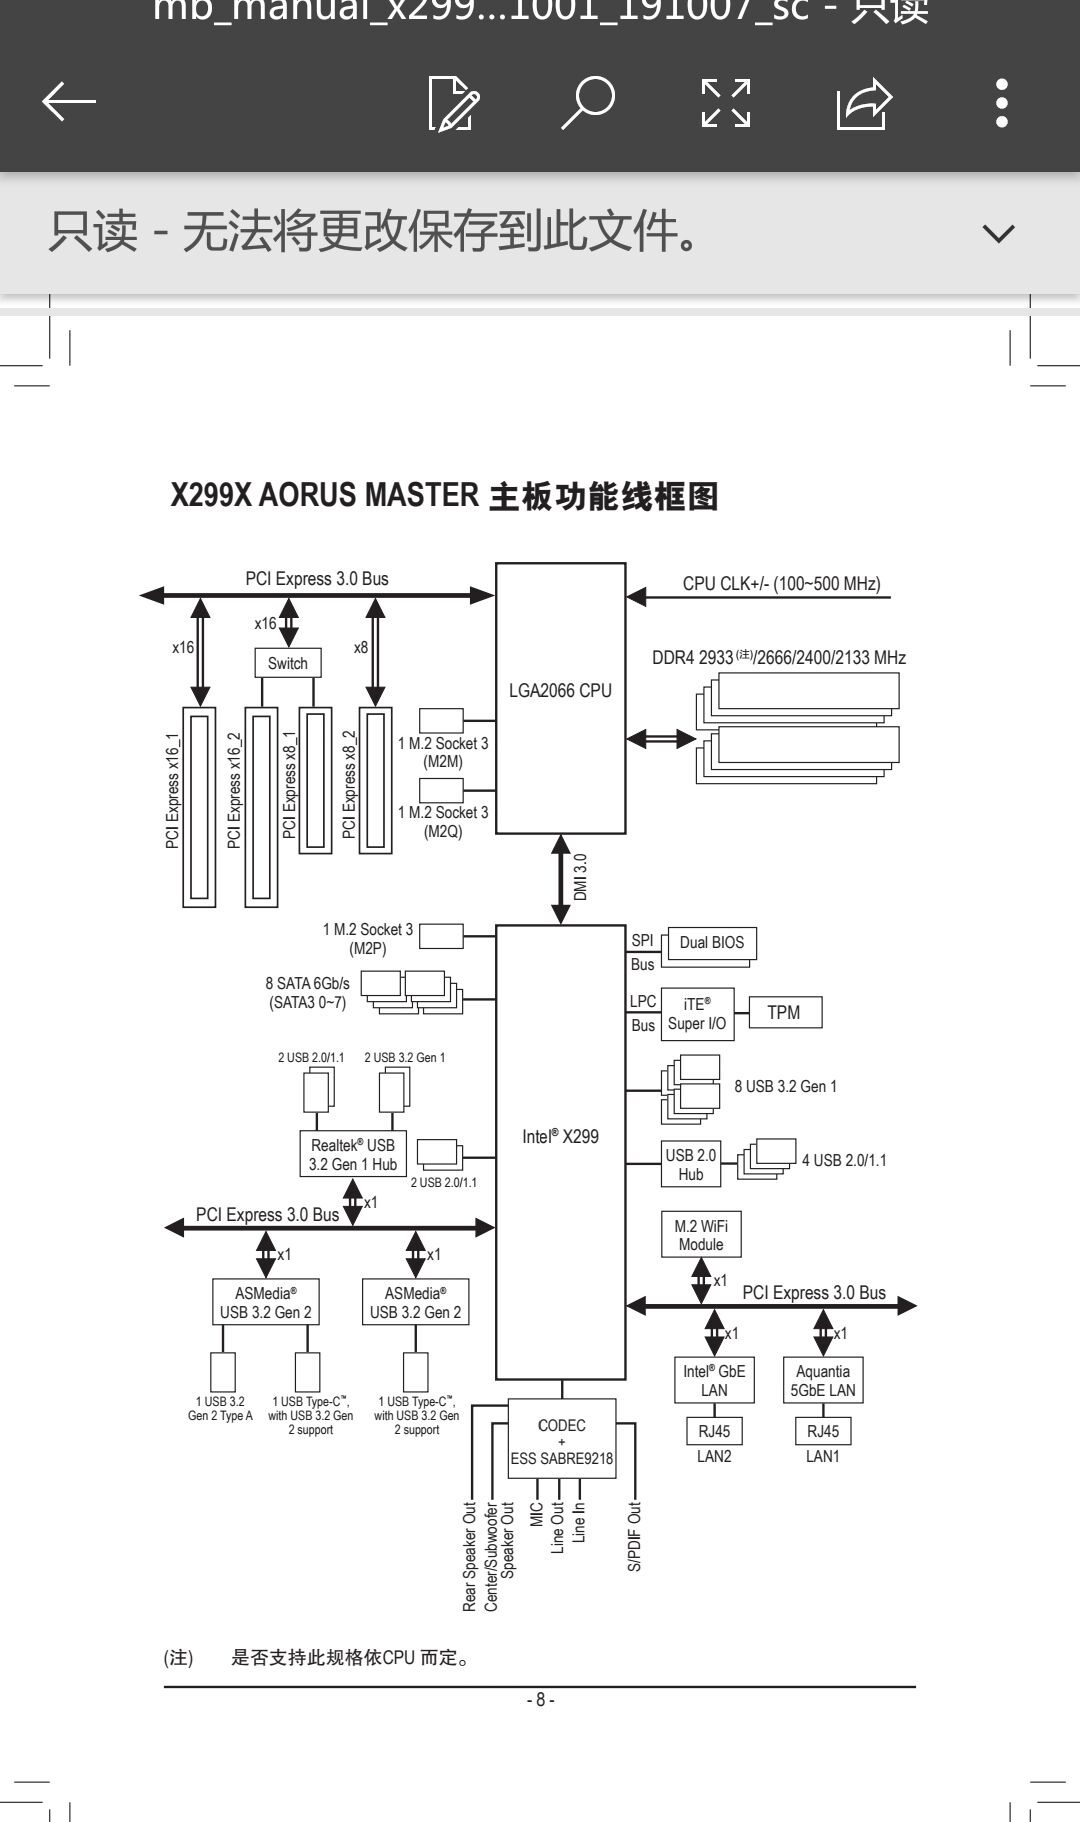 mb_manual_x299...1001_191007_sc - 只读
只读 - 无法将更改保存到此文件。
X299X AORUS MASTER 主板功能线框图
PCI Express 3.0 Bus
CPU CLK+/- (100~500 MHz)
x16
x16
x8
Switch
DDR4 2933 (注)/2666/2400/2133 MHz
LGA2066 CPU
PCI Express x16_1
PCI Express x16_2
PCI Express x8_1
PCI Express x8_2
1 M.2 Socket 3
(M2M)
1 M.2 Socket 3
(M2Q)
DMI 3.0
1 M.2 Socket 3
(M2P)
SPI
Bus
Dual BIOS
8 SATA 6Gb/s
(SATA3 0~7)
LPC
Bus
iTE®
Super I/O
TPM
2 USB 2.0/1.1
2 USB 3.2 Gen 1
8 USB 3.2 Gen 1
Intel® X299
Realtek® USB
3.2 Gen 1 Hub
2 USB 2.0/1.1
USB 2.0
Hub
4 USB 2.0/1.1
x1
PCI Express 3.0 Bus
M.2 WiFi
Module
x1
x1
x1
PCI Express 3.0 Bus
ASMedia®
USB 3.2 Gen 2
ASMedia®
USB 3.2 Gen 2
x1
x1
Intel® GbE
LAN
Aquantia
5GbE LAN
1 USB 3.2
Gen 2 Type A
1 USB Type-C™,
with USB 3.2 Gen
2 support
1 USB Type-C™,
with USB 3.2 Gen
2 support
RJ45
RJ45
LAN2
LAN1
CODEC
+
ESS SABRE9218
Rear Speaker Out
Center/Subwoofer
Speaker Out
MIC
Line Out
Line In
S/PDIF Out
(注) 是否支持此规格依CPU 而定。
- 8 -